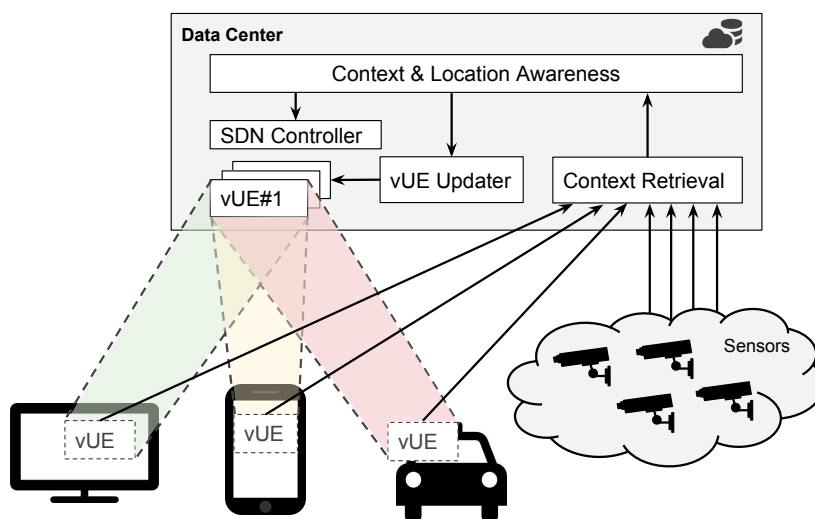 Data Center
Context & Location Awareness
SDN Controller
vUE Updater
Context Retrieval
vUE#1
Sensors
vUE
vUE
vUE